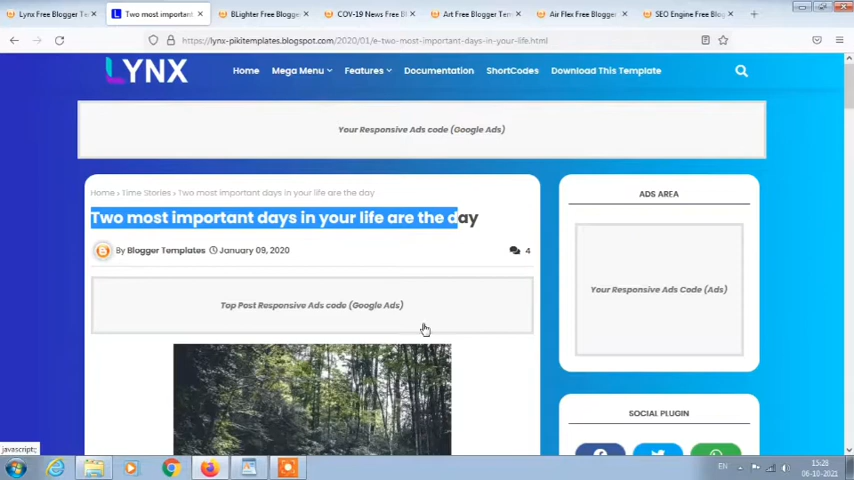 Lynx Free Blogger Tem
Two most important
BLighter Free Blogge
COV-19 News Free Bl
Art Free Blogger Tem
Air Flex Free Blogger
SEO Engine Free Blog
https://lynx-pikitemplates.blogspot.com/2020/01/e-two-most-important-days-in-your-life.html
LYNX
Home
Mega Menu
Features
Documentation
ShortCodes
Download This Template
Your Responsive Ads code (Google Ads)
Home › Time Stories › Two most important days in your life are the day
Two most important days in your life are the day
By Blogger Templates January 09, 2020
4
Top Post Responsive Ads code (Google Ads)
ADS AREA
Your Responsive Ads Code (Ads)
SOCIAL PLUGIN
javascript:;
EN
15:28
06-10-2021